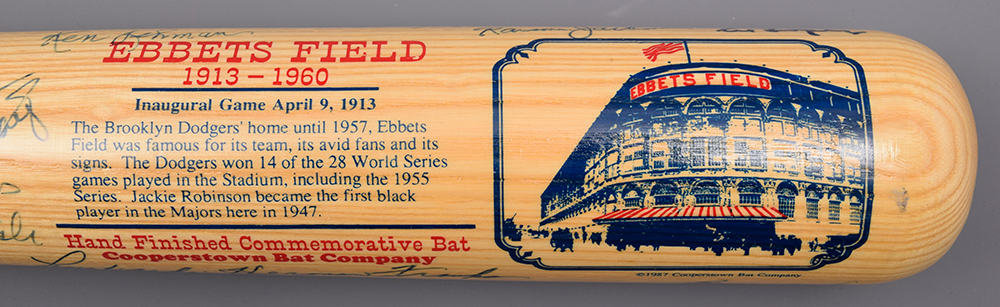 Ken Lehman
EBBETS FIELD
1913 – 1960
Inaugural Game April 9, 1913
The Brooklyn Dodgers' home until 1957, Ebbets
Field was famous for its team, its avid fans and its
signs. The Dodgers won 14 of the 28 World Series
games played in the Stadium, including the 1955
Series. Jackie Robinson became the first black
player in the Majors here in 1947.
Hand Finished Commemorative Bat
Cooperstown Bat Company
EBBETS FIELD
©1987 Cooperstown Bat Company